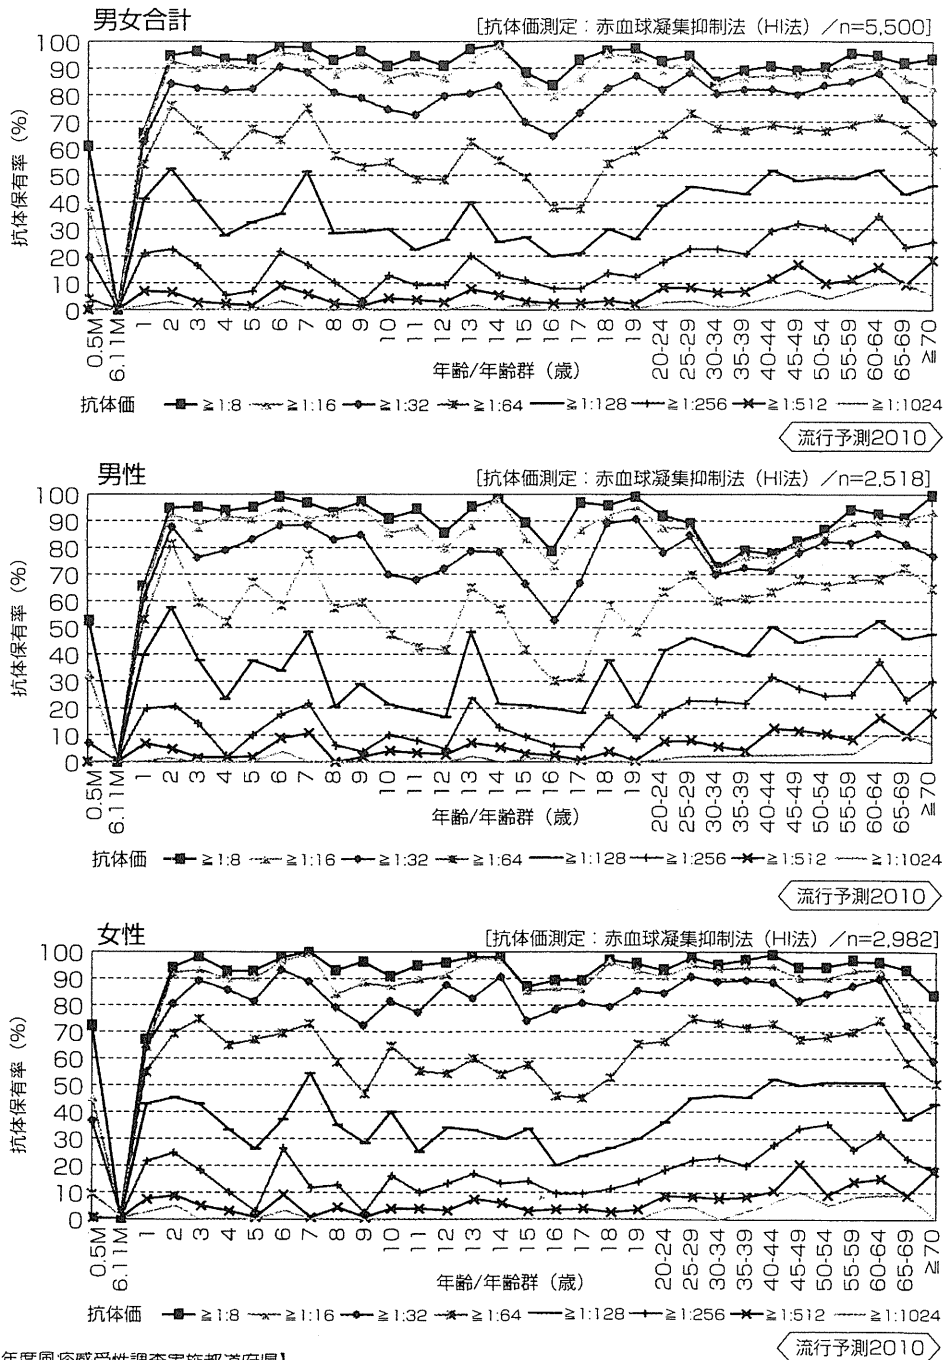 男女合計
[抗体価測定：赤血球凝集抑制法（HI法）／n=5,500]
抗体保有率（%）
100
90
80
70
60
50
40
30
20
10
0
0.5M 6.11M 1 2 3 4 5 6 7 8 9 10 11 12 13 14 15 16 17 18 19 20-24 25-29 30-34 35-39 40-44 45-49 50-54 55-59 60-64 65-69 ≧70
年齢/年齢群（歳）
抗体価 ≧1:8 ≧1:16 ≧1:32 ≧1:64 ≧1:128 ≧1:256 ≧1:512 ≧1:1024
流行予測2010
男性
[抗体価測定：赤血球凝集抑制法（HI法）／n=2,518]
抗体保有率（%）
100
90
80
70
60
50
40
30
20
10
0
0.5M 6.11M 1 2 3 4 5 6 7 8 9 10 11 12 13 14 15 16 17 18 19 20-24 25-29 30-34 35-39 40-44 45-49 50-54 55-59 60-64 65-69 ≧70
年齢/年齢群（歳）
抗体価 ≧1:8 ≧1:16 ≧1:32 ≧1:64 ≧1:128 ≧1:256 ≧1:512 ≧1:1024
流行予測2010
女性
[抗体価測定：赤血球凝集抑制法（HI法）／n=2,982]
抗体保有率（%）
100
90
80
70
60
50
40
30
20
10
0
0.5M 6.11M 1 2 3 4 5 6 7 8 9 10 11 12 13 14 15 16 17 18 19 20-24 25-29 30-34 35-39 40-44 45-49 50-54 55-59 60-64 65-69 ≧70
年齢/年齢群（歳）
抗体価 ≧1:8 ≧1:16 ≧1:32 ≧1:64 ≧1:128 ≧1:256 ≧1:512 ≧1:1024
流行予測2010
年度風疹感受性調査実施都道府県】